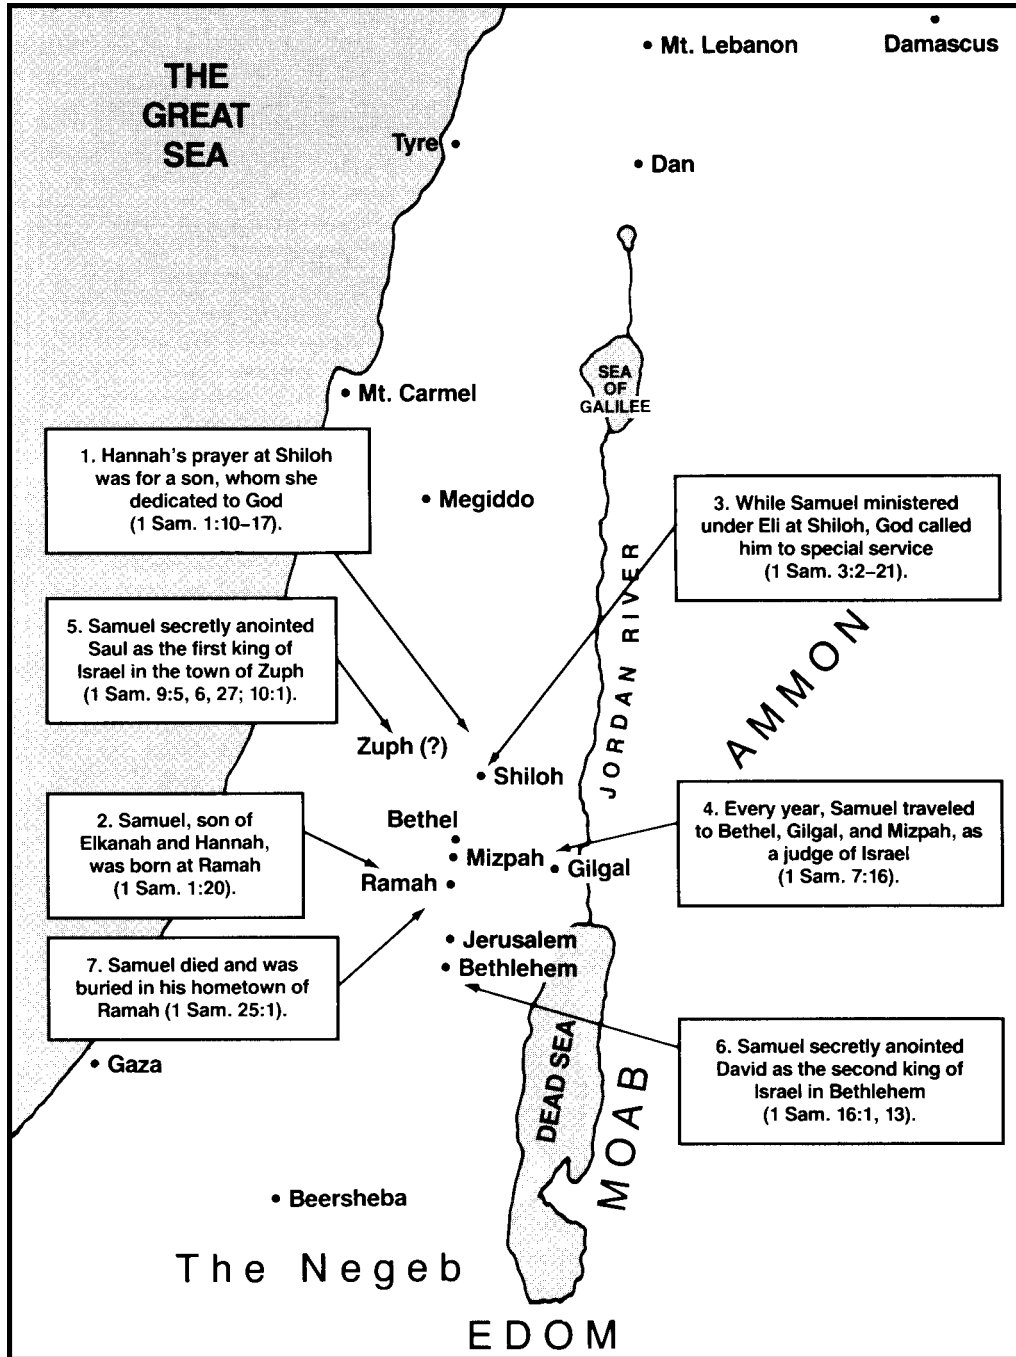 Mt. Lebanon
Damascus
THE
GREAT
SEA
Tyre
Dan
SEA
OF
GALILEE
Mt. Carmel
1. Hannah's prayer at Shiloh
was for a son, whom she
dedicated to God
(1 Sam. 1:10–17).
Megiddo
3. While Samuel ministered
under Eli at Shiloh, God called
him to special service
(1 Sam. 3:2–21).
JORDAN RIVER
AMMON
5. Samuel secretly anointed
Saul as the first king of
Israel in the town of Zuph
(1 Sam. 9:5, 6, 27; 10:1).
Zuph (?)
Shiloh
2. Samuel, son of
Elkanah and Hannah,
was born at Ramah
(1 Sam. 1:20).
Bethel
Mizpah
Gilgal
Ramah
4. Every year, Samuel traveled
to Bethel, Gilgal, and Mizpah, as
a judge of Israel
(1 Sam. 7:16).
Jerusalem
Bethlehem
7. Samuel died and was
buried in his hometown of
Ramah (1 Sam. 25:1).
Gaza
DEAD SEA
MOAB
6. Samuel secretly anointed
David as the second king of
Israel in Bethlehem
(1 Sam. 16:1, 13).
Beersheba
The Negeb
EDOM